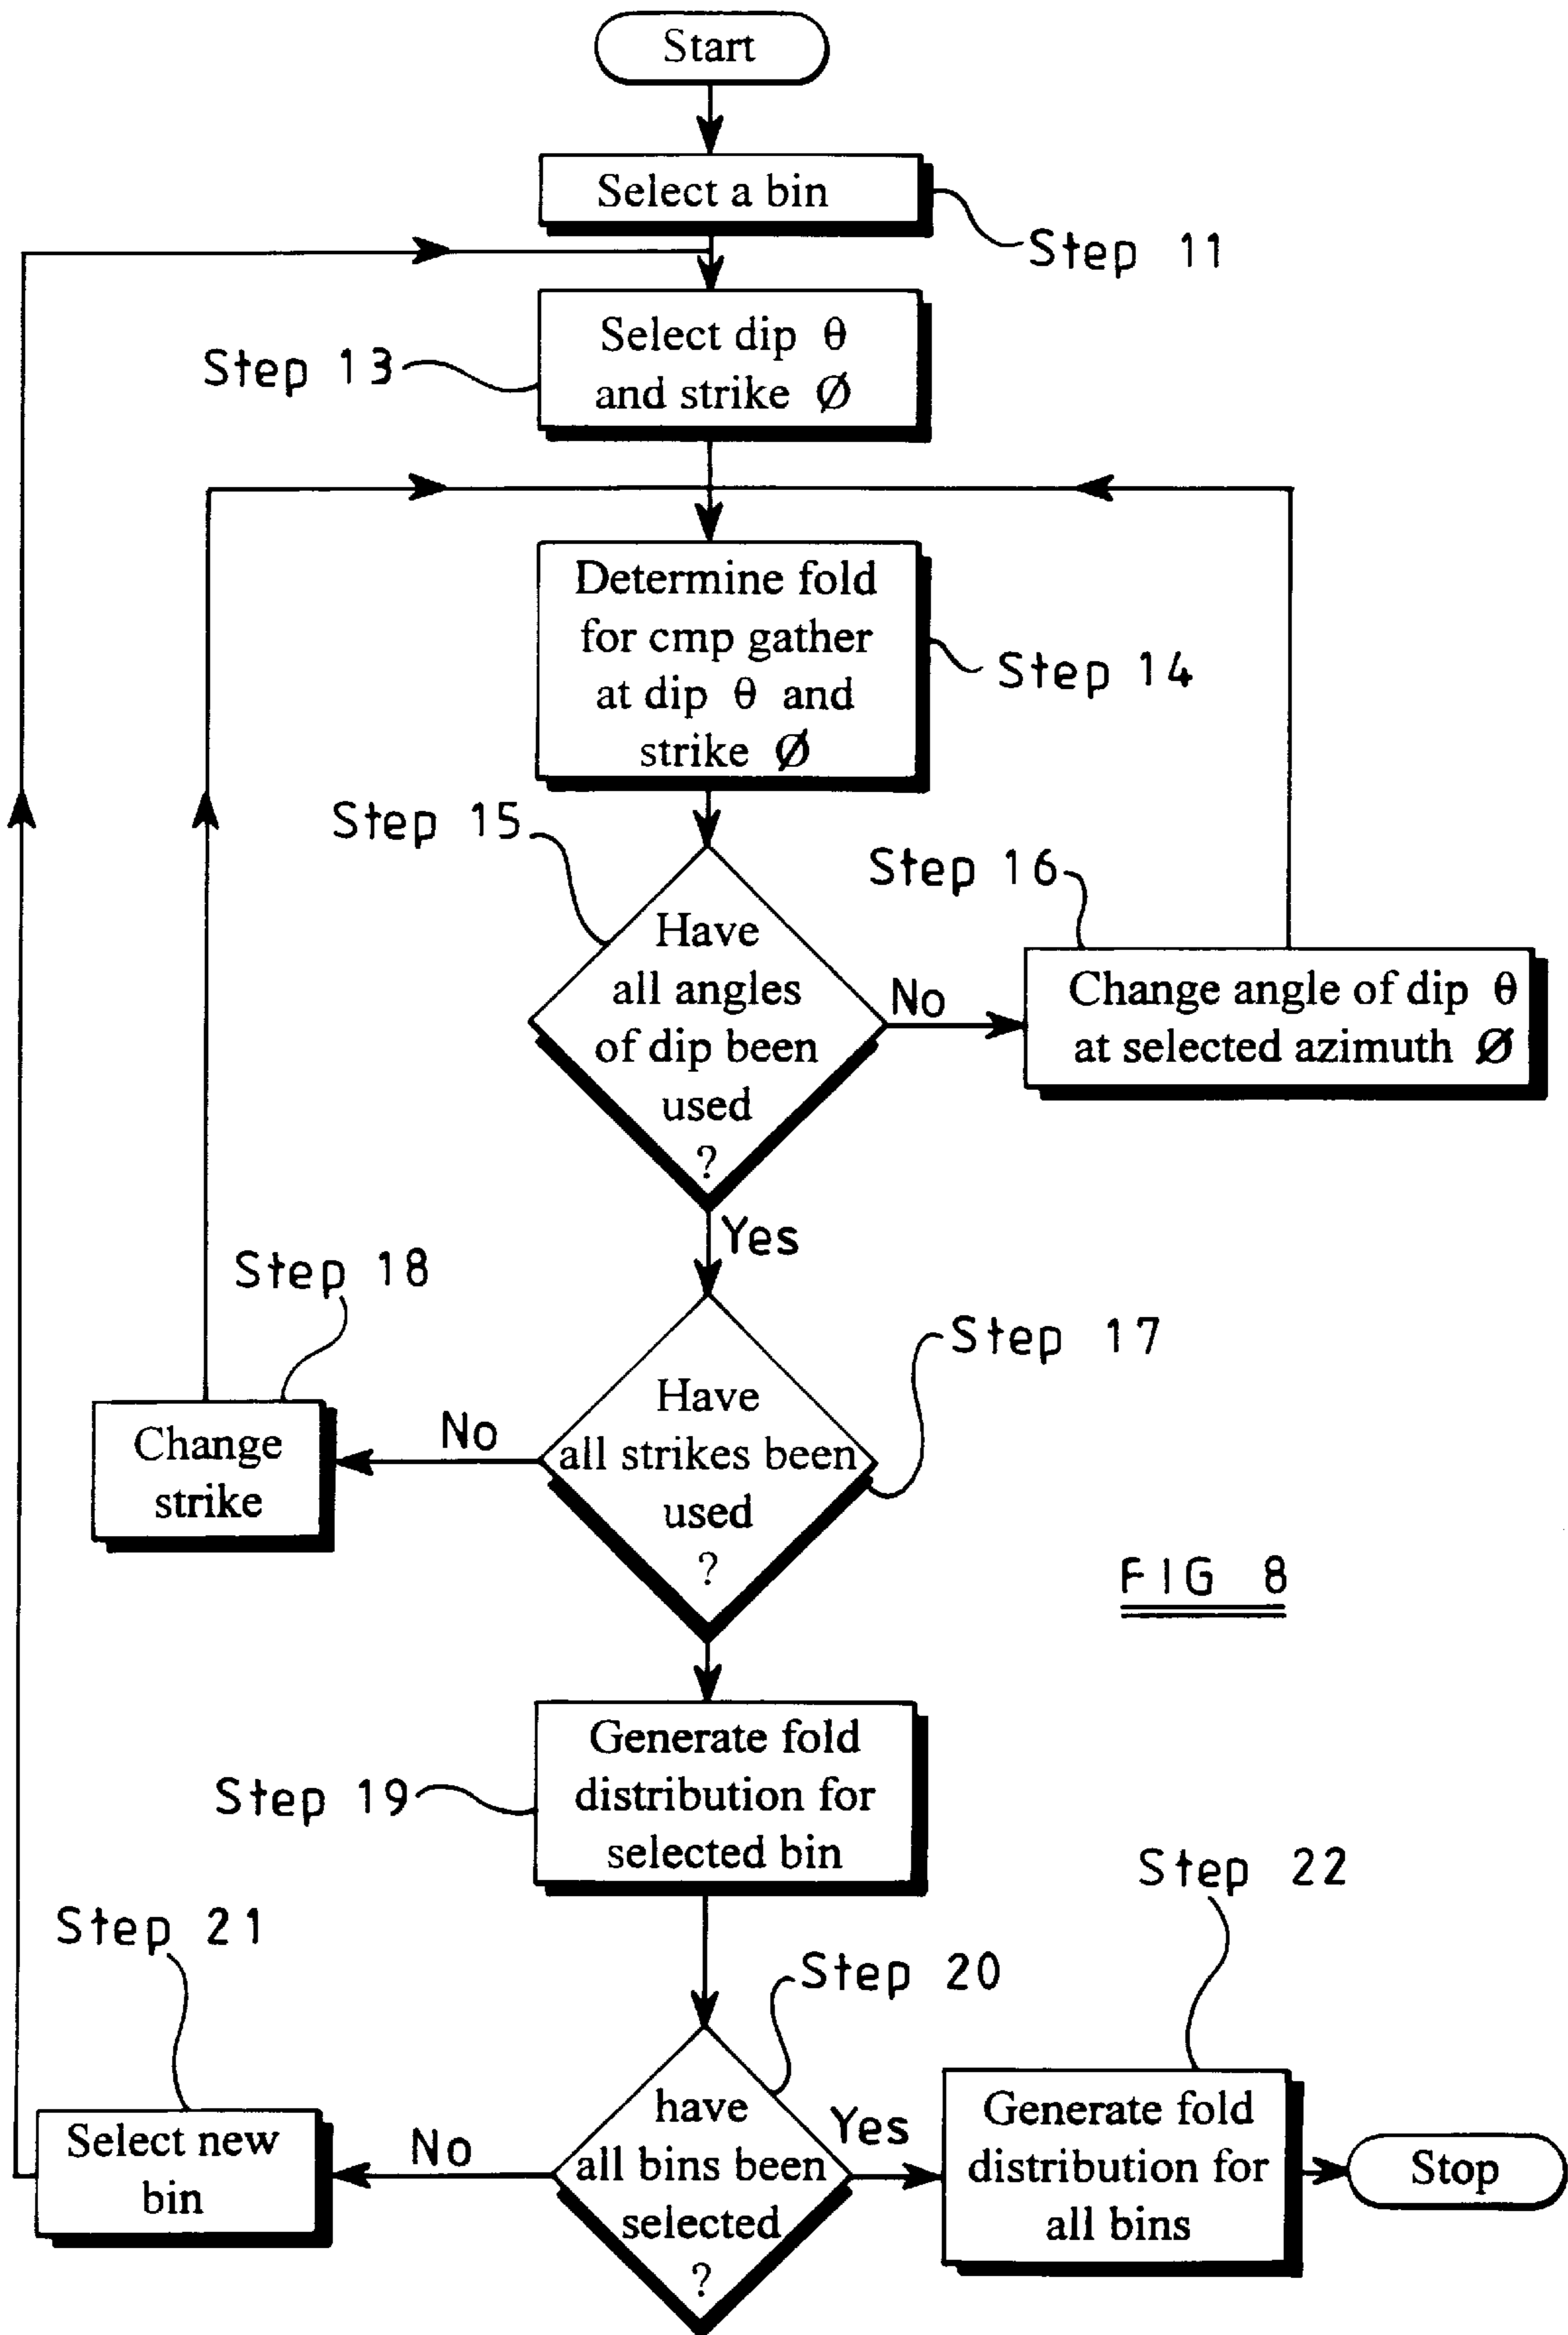 Start
Select a bin
Step 11
Select dip θ
and strike Ø
Step 13
Determine fold
for cmp gather
at dip θ and
strike Ø
Step 14
Step 15
Have
all angles
of dip been
used
?
No
Step 16
Change angle of dip θ
at selected azimuth Ø
Yes
Step 18
Change
strike
No
Step 17
Have
all strikes been
used
?
FIG 8
Generate fold
distribution for
selected bin
Step 19
Step 21
Select new
bin
No
Step 20
have
all bins been
selected
?
Yes
Step 22
Generate fold
distribution for
all bins
Stop